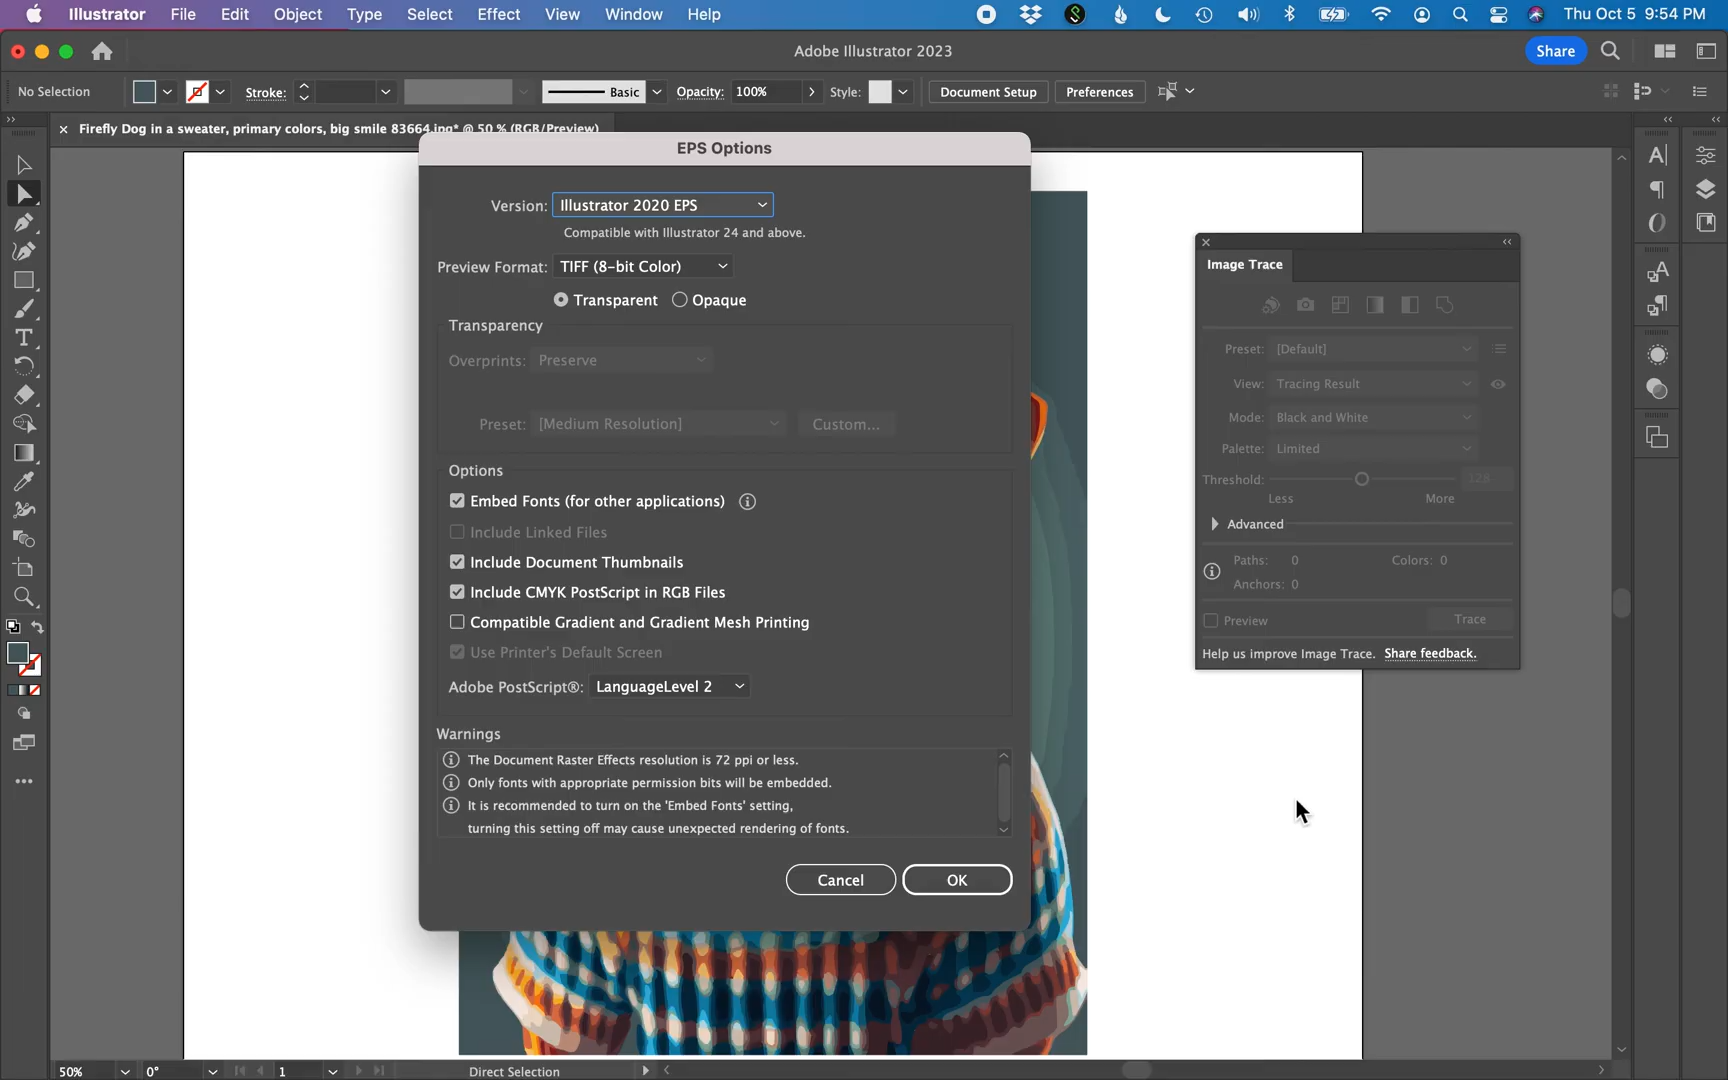 Illustrator File Edit Object Type Select Effect View Window Help Thu Oct 5 9:54 PM
Adobe Illustrator 2023
Share
No Selection
Stroke:
Basic
Opacity: 100%
Style:
Document Setup
Preferences
Firefly Dog in a sweater, primary colors, big smile 83664.jpg* @ 50 % (RGB/Preview)
EPS Options
Version: Illustrator 2020 EPS
Compatible with Illustrator 24 and above.
Preview Format: TIFF (8-bit Color)
Transparent Opaque
Transparency
Overprints: Preserve
Preset: [Medium Resolution] Custom...
Options
Embed Fonts (for other applications)
Include Linked Files
Include Document Thumbnails
Include CMYK PostScript in RGB Files
Compatible Gradient and Gradient Mesh Printing
Use Printer's Default Screen
Adobe PostScript®: LanguageLevel 2
Warnings
The Document Raster Effects resolution is 72 ppi or less.
Only fonts with appropriate permission bits will be embedded.
It is recommended to turn on the 'Embed Fonts' setting,
turning this setting off may cause unexpected rendering of fonts.
Cancel OK
Image Trace
Preset: [Default]
View: Tracing Result
Mode: Black and White
Palette: Limited
Threshold: 128
Less More
Advanced
Paths: 0 Colors: 0
Anchors: 0
Preview Trace
Help us improve Image Trace. Share feedback.
50% 0° 1 Direct Selection